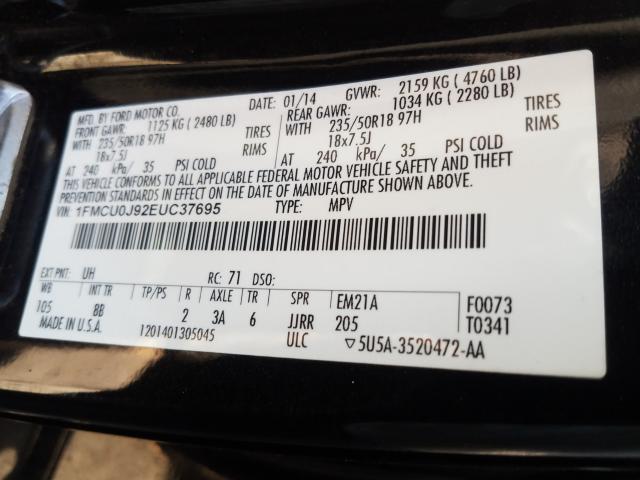 MFD. BY FORD MOTOR CO.
DATE: 01/14 GVWR: 2159 KG ( 4760 LB)
FRONT GAWR: 1125 KG ( 2480 LB) REAR GAWR: 1034 KG ( 2280 LB)
WITH 235/50R18 97H TIRES WITH 235/50R18 97H TIRES
18x7.5J RIMS 18x7.5J RIMS
AT 240 kPa/ 35 PSI COLD AT 240 kPa/ 35 PSI COLD
THIS VEHICLE CONFORMS TO ALL APPLICABLE FEDERAL MOTOR VEHICLE SAFETY AND THEFT
PREVENTION STANDARDS IN EFFECT ON THE DATE OF MANUFACTURE SHOWN ABOVE.
VIN: 1FMCU0J92EUC37695 TYPE: MPV
EXT PNT: UH RC: 71 DSO:
WB INT TR TP/PS R AXLE TR SPR EM21A F0073
105 8B 2 3A 6 JJRR 205 T0341
MADE IN U.S.A. 1201401305045 ULC ▽5U5A-3520472-AA